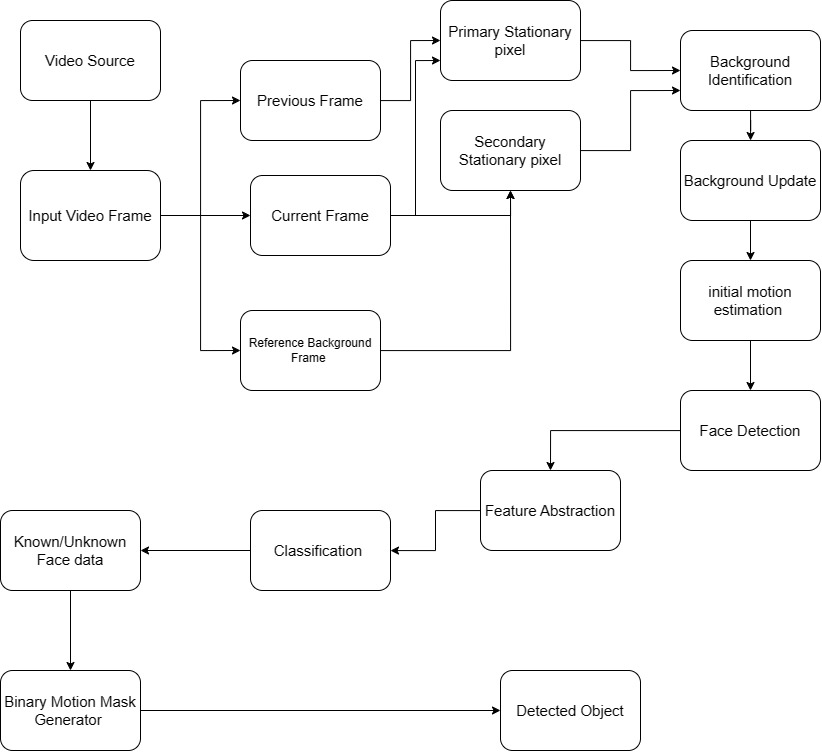 Video Source
Input Video Frame
Previous Frame
Current Frame
Reference Background
Frame
Primary Stationary
pixel
Secondary
Stationary pixel
Background
Identification
Background Update
initial motion
estimation
Face Detection
Feature Abstraction
Classification
Known/Unknown
Face data
Binary Motion Mask
Generator
Detected Object